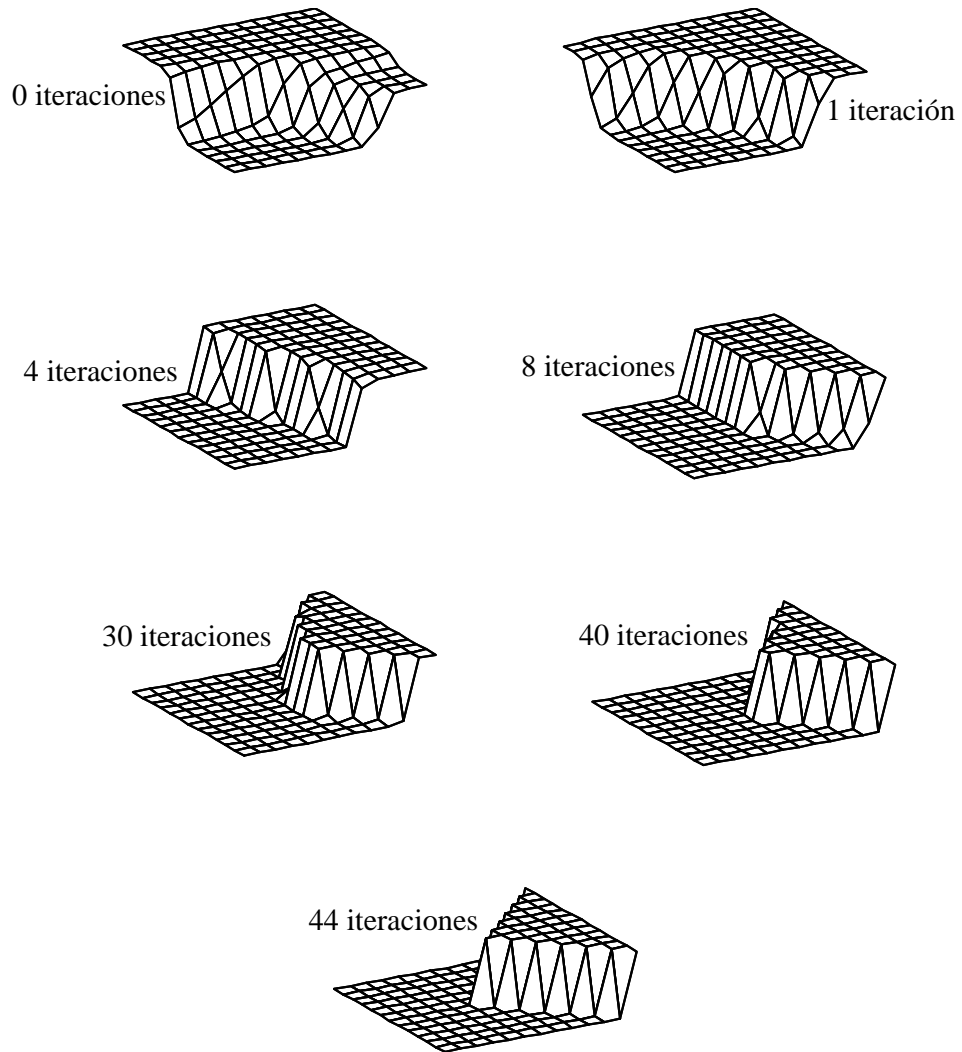 0 iteraciones
1 iteración
4 iteraciones
8 iteraciones
30 iteraciones
40 iteraciones
44 iteraciones